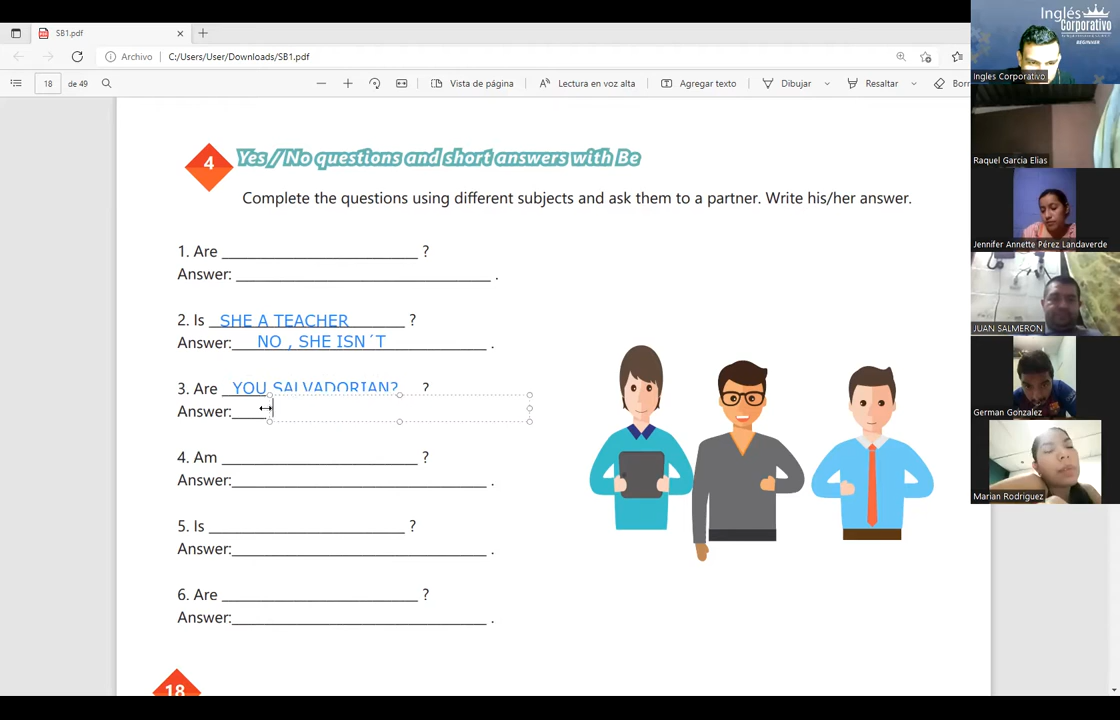 SB1.pdf
Archivo C:/Users/User/Downloads/SB1.pdf
18 de 49 Vista de página Lectura en voz alta Agregar texto Dibujar Resaltar
4
Yes / No questions and short answers with Be
Complete the questions using different subjects and ask them to a partner. Write his/her answer.
1. Are ?
Answer: .
2. Is SHE A TEACHER ?
Answer: NO , SHE ISN´T .
3. Are YOU SALVADORIAN? ?
Answer:
4. Am ?
Answer: .
5. Is ?
Answer: .
6. Are ?
Answer: .
18
Inglés
Corporativo
BEGINNER
Ingles Corporativo
Raquel Garcia Elias
Jennifer Annette Pérez Landaverde
JUAN SALMERON
German Gonzalez
Marian Rodriguez